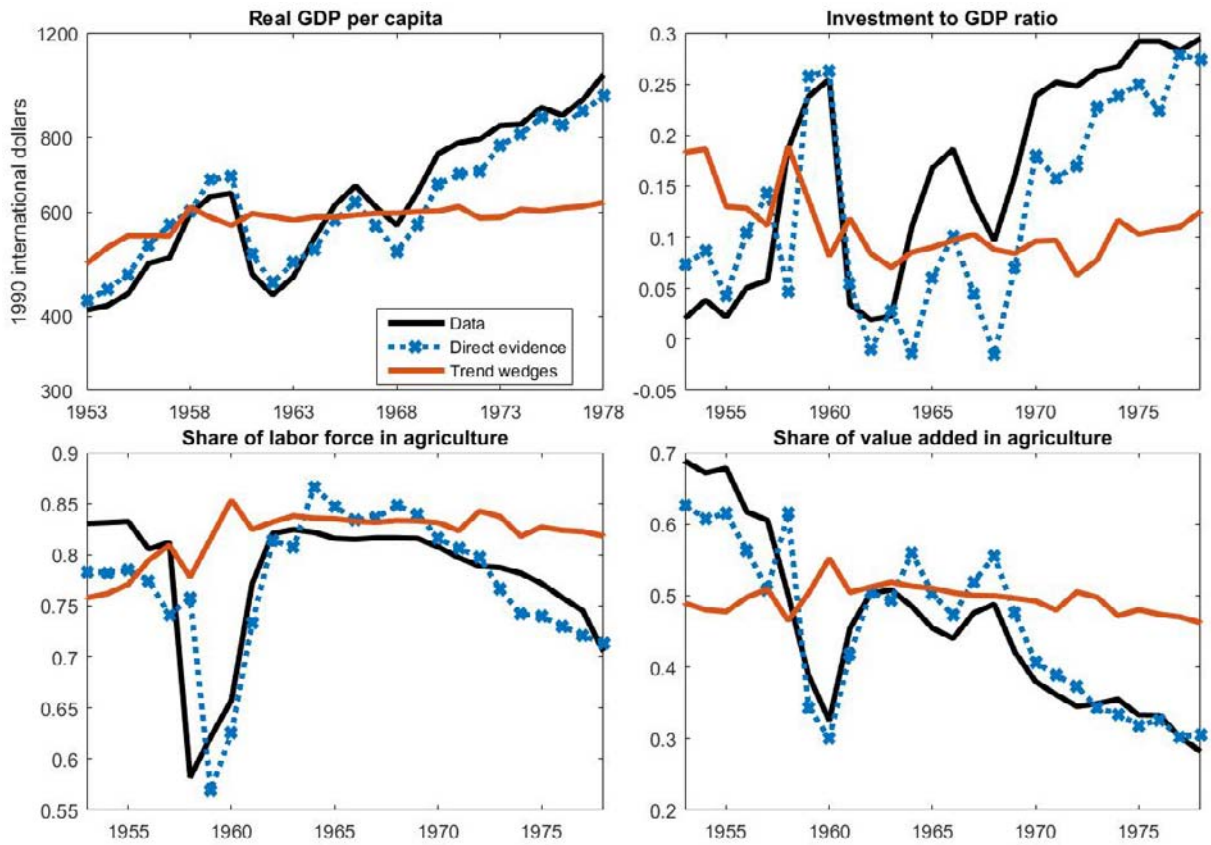 Real GDP per capita
1200
800
600
400
300
1990 international dollars
1953 1958 1963 1968 1973 1978
Data
Direct evidence
Trend wedges
Investment to GDP ratio
0.3
0.25
0.2
0.15
0.1
0.05
0
-0.05
1955 1960 1965 1970 1975
Share of labor force in agriculture
0.9
0.85
0.8
0.75
0.7
0.65
0.6
0.55
1955 1960 1965 1970 1975
Share of value added in agriculture
0.7
0.6
0.5
0.4
0.3
0.2
1955 1960 1965 1970 1975